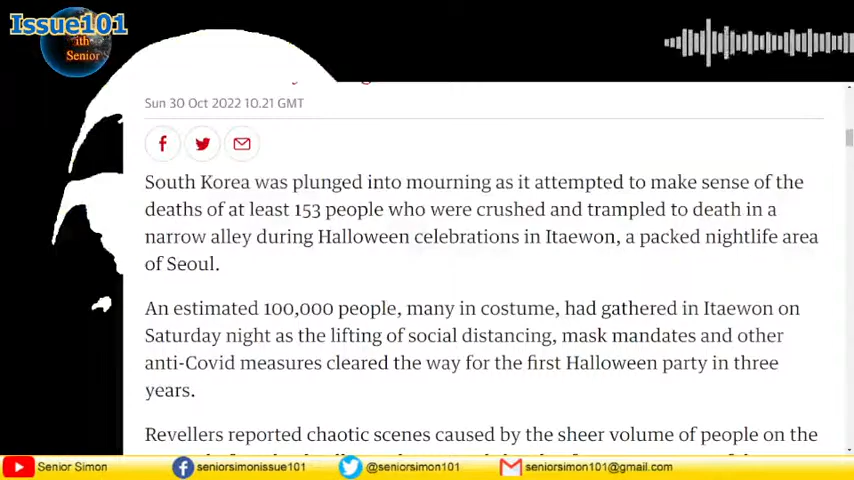 Issue101
ith
Senior
Sun 30 Oct 2022 10.21 GMT
South Korea was plunged into mourning as it attempted to make sense of the
deaths of at least 153 people who were crushed and trampled to death in a
narrow alley during Halloween celebrations in Itaewon, a packed nightlife area
of Seoul.
An estimated 100,000 people, many in costume, had gathered in Itaewon on
Saturday night as the lifting of social distancing, mask mandates and other
anti-Covid measures cleared the way for the first Halloween party in three
years.
Revellers reported chaotic scenes caused by the sheer volume of people on the
Senior Simon seniorsimonissue101 @seniorsimon101 seniorsimon101@gmail.com